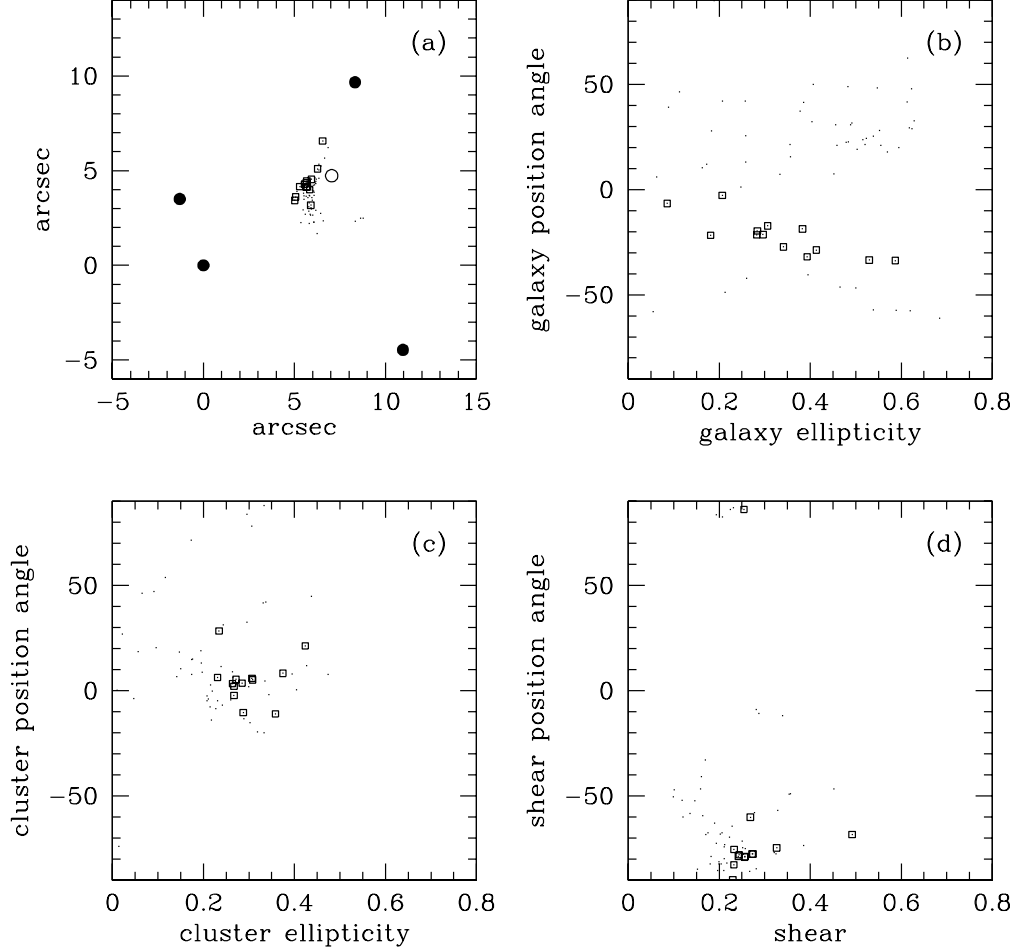 (a)
10
5
0
−5
arcsec
−5 0 5 10 15
arcsec
(b)
50
0
−50
galaxy position angle
0 0.2 0.4 0.6 0.8
galaxy ellipticity
(c)
50
0
−50
cluster position angle
0 0.2 0.4 0.6 0.8
cluster ellipticity
(d)
50
0
−50
shear position angle
0 0.2 0.4 0.6 0.8
shear